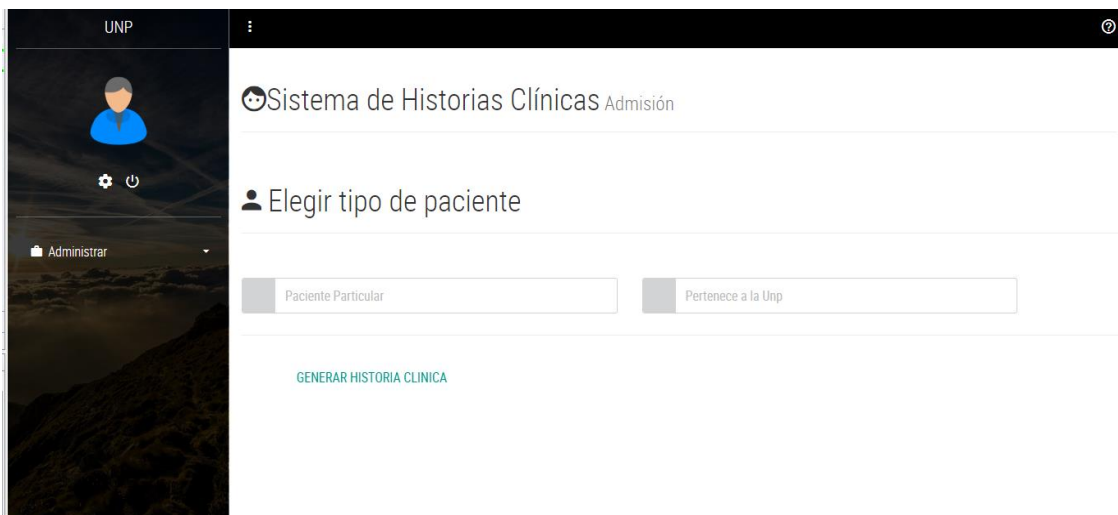 UNP
Sistema de Historias Clínicas Admisión
Elegir tipo de paciente
Administrar
Paciente Particular
Pertenece a la Unp
GENERAR HISTORIA CLINICA